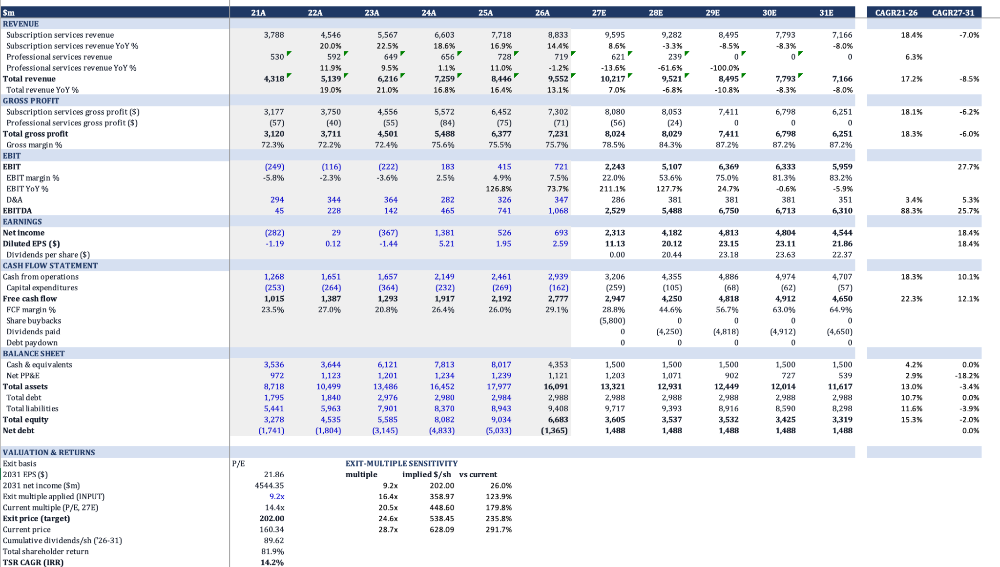 $m 21A 22A 23A 24A 25A 26A 27E 28E 29E 30E 31E CAGR21-26 CAGR27-31
REVENUE
Subscription services revenue 3,788 4,546 5,567 6,603 7,718 8,833 9,595 9,282 8,495 7,793 7,166 18.4% -7.0%
Subscription services revenue YoY % 20.0% 22.5% 18.6% 16.9% 14.4% 8.6% -3.3% -8.5% -8.3% -8.0%
Professional services revenue 530 592 649 656 728 719 621 239 0 0 0 6.3%
Professional services revenue YoY % 11.9% 9.5% 1.1% 11.0% -1.2% -13.6% -61.6% -100.0%
Total revenue 4,318 5,139 6,216 7,259 8,446 9,552 10,217 9,521 8,495 7,793 7,166 17.2% -8.5%
Total revenue YoY % 19.0% 21.0% 16.8% 16.4% 13.1% 7.0% -6.8% -10.8% -8.3% -8.0%
GROSS PROFIT
Subscription services gross profit ($) 3,177 3,750 4,556 5,572 6,452 7,302 8,080 8,053 7,411 6,798 6,251 18.1% -6.2%
Professional services gross profit ($) (57) (40) (55) (84) (75) (71) (56) (24) 0 0 0
Total gross profit 3,120 3,711 4,501 5,488 6,377 7,231 8,024 8,029 7,411 6,798 6,251 18.3% -6.0%
Gross margin % 72.3% 72.2% 72.4% 75.6% 75.5% 75.7% 78.5% 84.3% 87.2% 87.2% 87.2%
EBIT
EBIT (249) (116) (222) 183 415 721 2,243 5,107 6,369 6,333 5,959 27.7%
EBIT margin % -5.8% -2.3% -3.6% 2.5% 4.9% 7.5% 22.0% 53.6% 75.0% 81.3% 83.2%
EBIT YoY % 126.8% 73.7% 211.1% 127.7% 24.7% -0.6% -5.9%
D&A 294 344 364 282 326 347 286 381 381 381 351 3.4% 5.3%
EBITDA 45 228 142 465 741 1,068 2,529 5,488 6,750 6,713 6,310 88.3% 25.7%
EARNINGS
Net income (282) 29 (367) 1,381 526 693 2,313 4,182 4,813 4,804 4,544 18.4%
Diluted EPS ($) -1.19 0.12 -1.44 5.21 1.95 2.59 11.13 20.12 23.15 23.11 21.86 18.4%
Dividends per share ($) 0.00 20.44 23.18 23.63 22.37
CASH FLOW STATEMENT
Cash from operations 1,268 1,651 1,657 2,149 2,461 2,939 3,206 4,355 4,886 4,974 4,707 18.3% 10.1%
Capital expenditures (253) (264) (364) (232) (269) (162) (259) (105) (68) (62) (57)
Free cash flow 1,015 1,387 1,293 1,917 2,192 2,777 2,947 4,250 4,818 4,912 4,650 22.3% 12.1%
FCF margin % 23.5% 27.0% 20.8% 26.4% 26.0% 29.1% 28.8% 44.6% 56.7% 63.0% 64.9%
Share buybacks (5,800) 0 0 0 0
Dividends paid 0 (4,250) (4,818) (4,912) (4,650)
Debt paydown 0 0 0 0 0
BALANCE SHEET
Cash & equivalents 3,536 3,644 6,121 7,813 8,017 4,353 1,500 1,500 1,500 1,500 1,500 4.2% 0.0%
Net PP&E 972 1,123 1,201 1,234 1,239 1,121 1,203 1,071 902 727 539 2.9% -18.2%
Total assets 8,718 10,499 13,486 16,452 17,977 16,091 13,321 12,931 12,449 12,014 11,617 13.0% -3.4%
Total debt 1,795 1,840 2,976 2,980 2,984 2,988 2,988 2,988 2,988 2,988 2,988 10.7% 0.0%
Total liabilities 5,441 5,963 7,901 8,370 8,943 9,408 9,717 9,393 8,916 8,590 8,298 11.6% -3.9%
Total equity 3,278 4,535 5,585 8,082 9,034 6,683 3,605 3,537 3,532 3,425 3,319 15.3% -2.0%
Net debt (1,741) (1,804) (3,145) (4,833) (5,033) (1,365) 1,488 1,488 1,488 1,488 1,488 0.0%
VALUATION & RETURNS
Exit basis P/E EXIT-MULTIPLE SENSITIVITY
2031 EPS ($) 21.86 multiple implied $/sh vs current
2031 net income ($m) 4544.35 9.2x 202.00 26.0%
Exit multiple applied (INPUT) 9.2x 16.4x 358.97 123.9%
Current multiple (P/E, 27E) 14.4x 20.5x 448.60 179.8%
Exit price (target) 202.00 24.6x 538.45 235.8%
Current price 160.34 28.7x 628.09 291.7%
Cumulative dividends/sh ('26-31) 89.62
Total shareholder return 81.9%
TSR CAGR (IRR) 14.2%